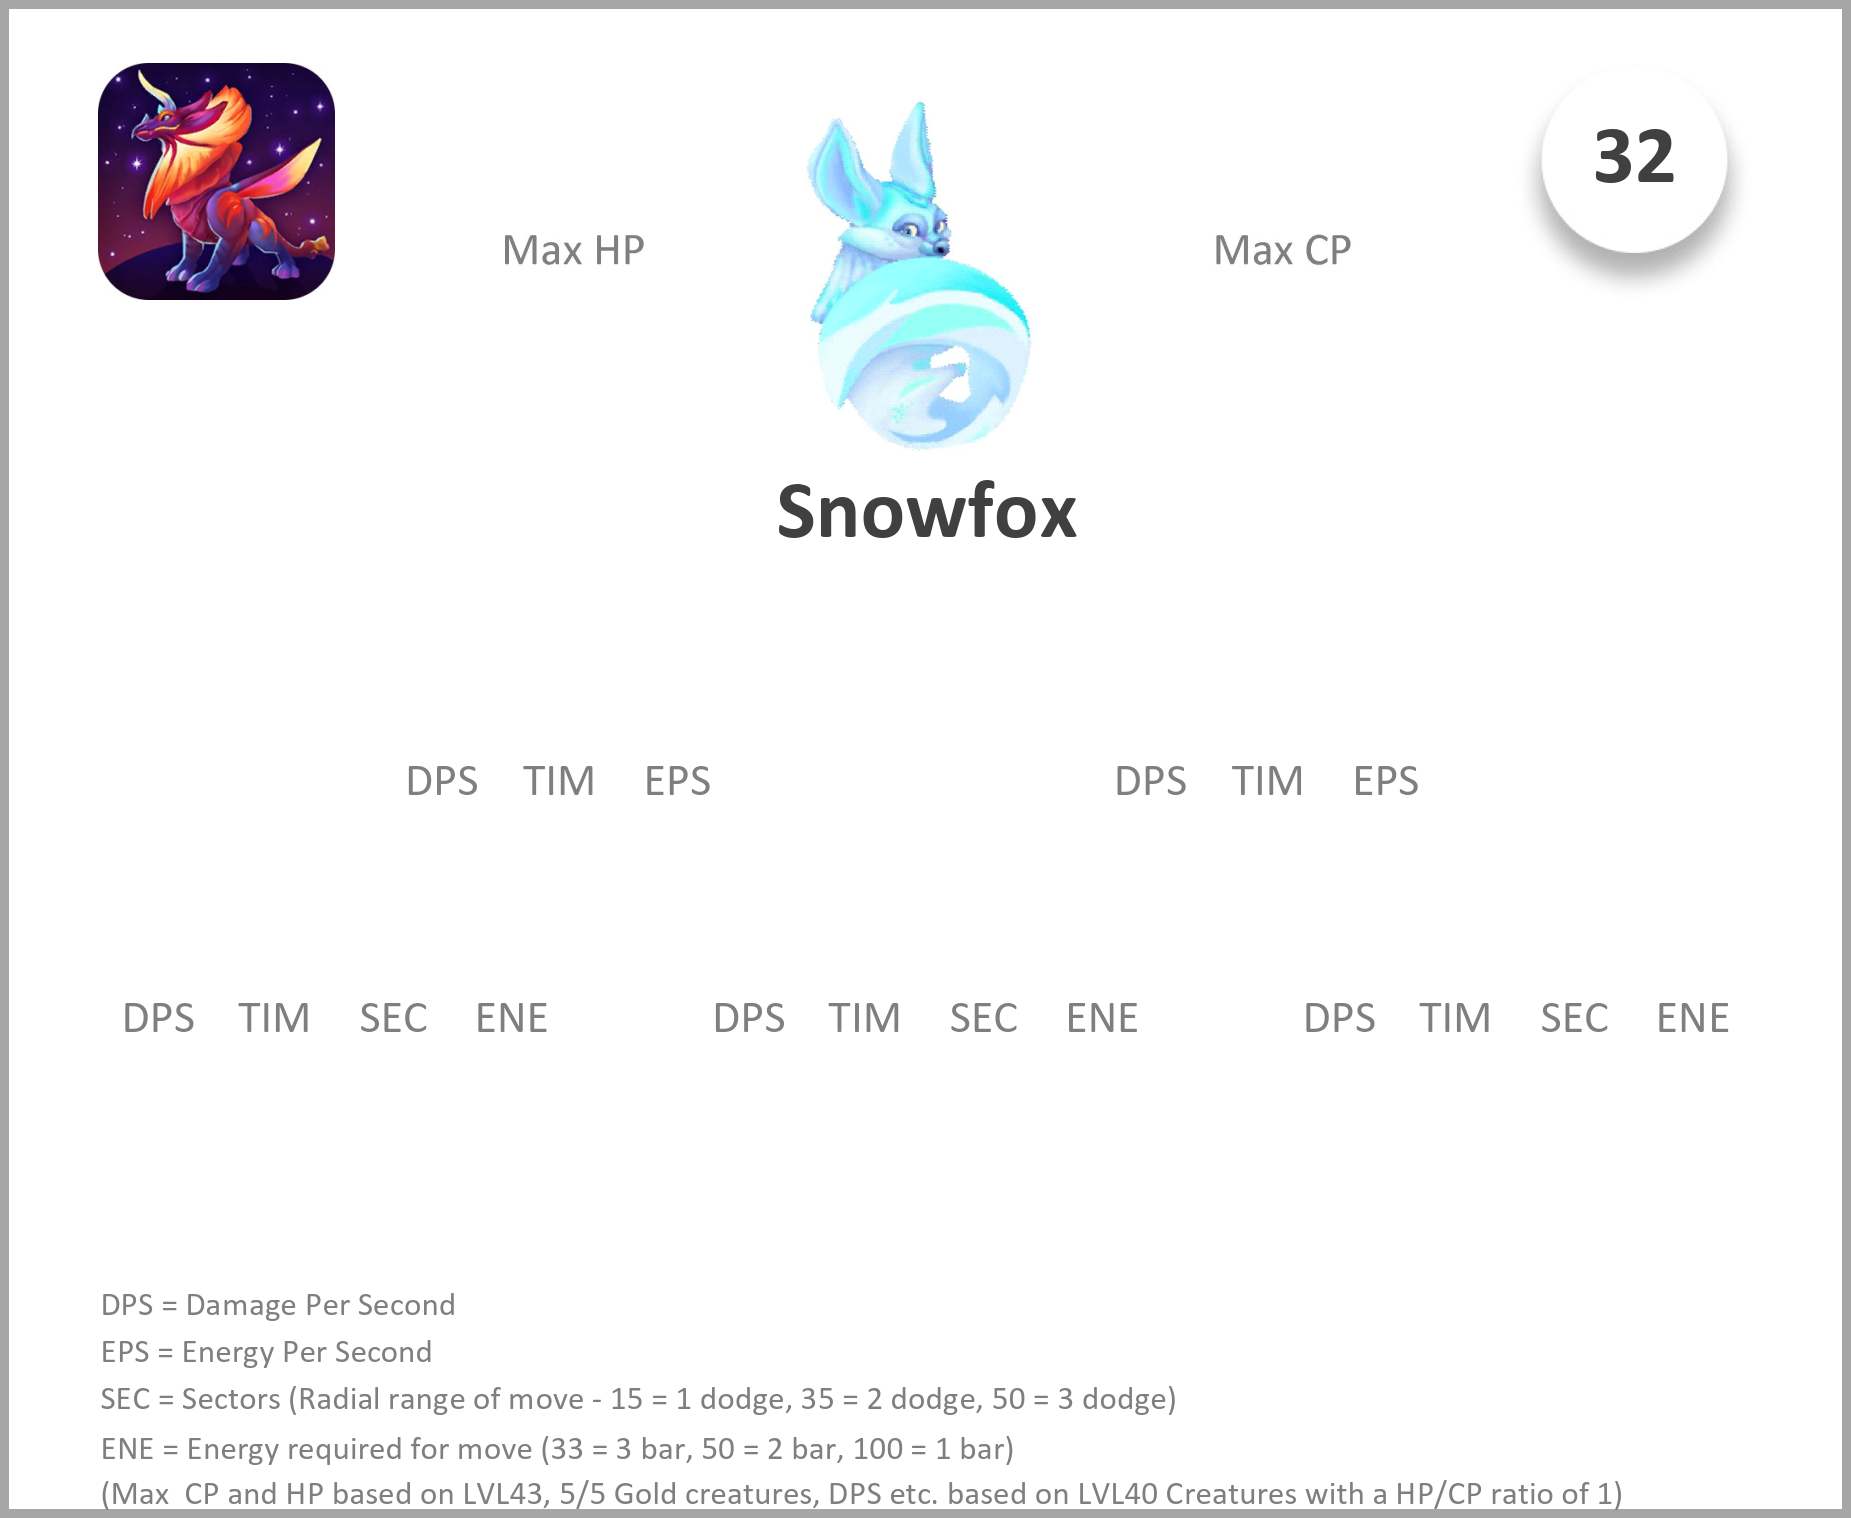 32
Max HP
Max CP
Snowfox
DPS TIM EPS
DPS TIM EPS
DPS TIM SEC ENE
DPS TIM SEC ENE
DPS TIM SEC ENE
DPS = Damage Per Second
EPS = Energy Per Second
SEC = Sectors (Radial range of move - 15 = 1 dodge, 35 = 2 dodge, 50 = 3 dodge)
ENE = Energy required for move (33 = 3 bar, 50 = 2 bar, 100 = 1 bar)
(Max  CP and HP based on LVL43, 5/5 Gold creatures, DPS etc. based on LVL40 Creatures with a HP/CP ratio of 1)